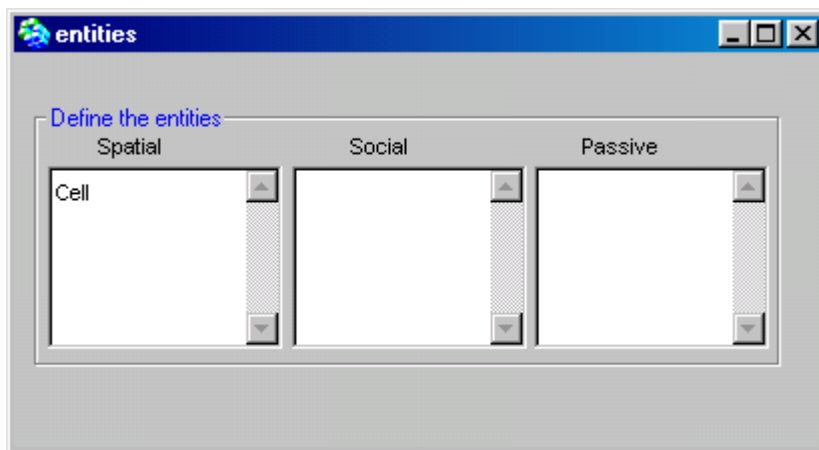 entities
Define the entities
Spatial Social Passive
Cell